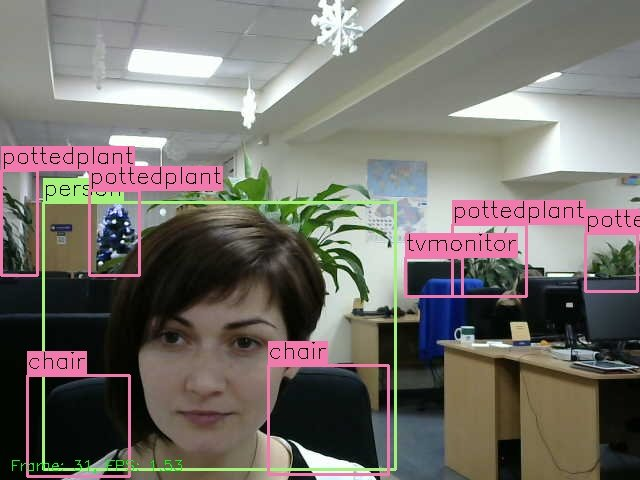 pottedplant
person
pottedplant
pottedplant
potte
tvmonitor
chair
chair
Frame: 31, FPS: 1.53